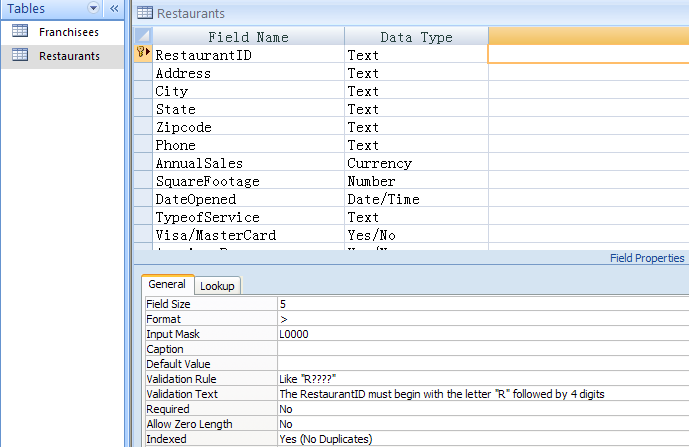 Tables
Franchisees
Restaurants
Restaurants
Field Name Data Type
RestaurantID Text
Address Text
City Text
State Text
Zipcode Text
Phone Text
AnnualSales Currency
SquareFootage Number
DateOpened Date/Time
TypeofService Text
Visa/MasterCard Yes/No
Field Properties
General Lookup
Field Size 5
Format >
Input Mask L0000
Caption
Default Value
Validation Rule Like "R????"
Validation Text The RestaurantID must begin with the letter "R" followed by 4 digits
Required No
Allow Zero Length No
Indexed Yes (No Duplicates)